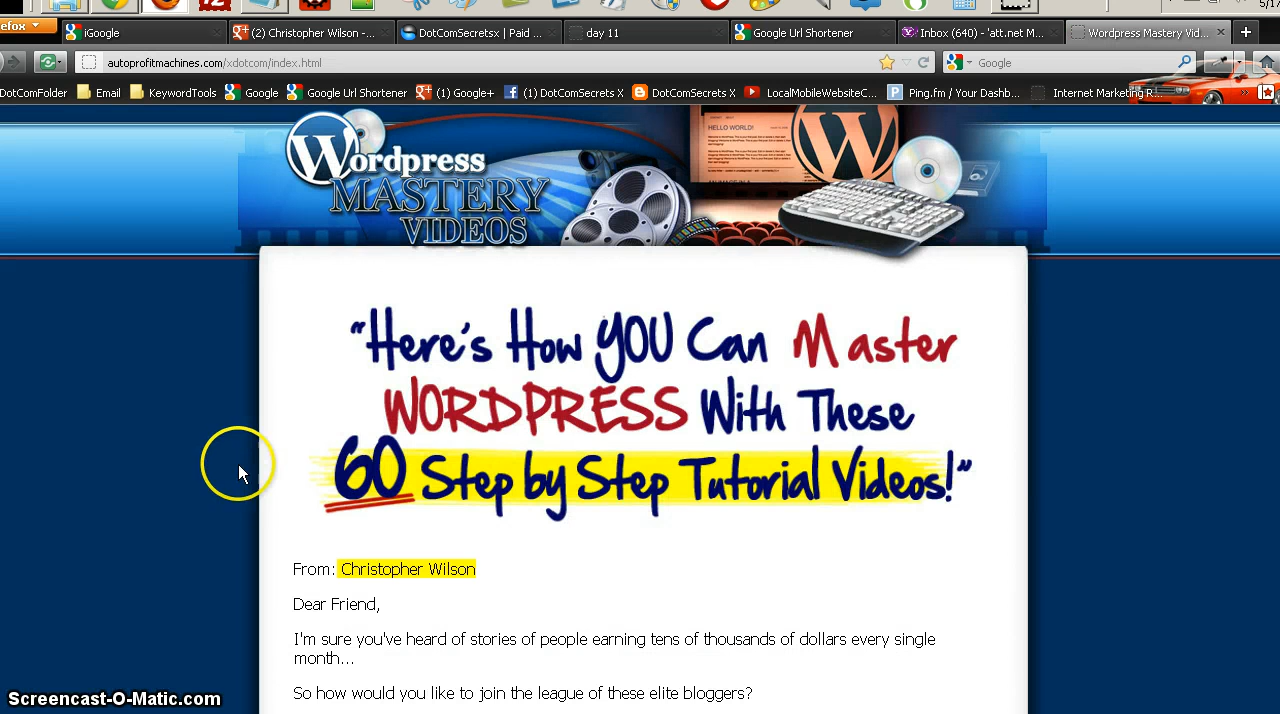 efox
iGoogle
(2) Christopher Wilson -...
DotComSecretsx | Paid ...
day 11
Google Url Shortener
Inbox (640) - 'att.net M...
Wordpress Mastery Vid...
autoprofitmachines.com/xdotcom/index.html
Google
DotComFolder
Email
KeywordTools
Google
Google Url Shortener
(1) Google+
(1) DotComSecrets X
DotComSecrets X
LocalMobileWebsiteC...
Ping.fm / Your Dashb...
Internet Marketing R...
HELLO WORLD!
Wordpress
MASTERY
VIDEOS
"Here's How YOU Can Master
WORDPRESS With These
60 Step by Step Tutorial Videos!"
From: Christopher Wilson
Dear Friend,
I'm sure you've heard of stories of people earning tens of thousands of dollars every single
month...
So how would you like to join the league of these elite bloggers?
Screencast-O-Matic.com